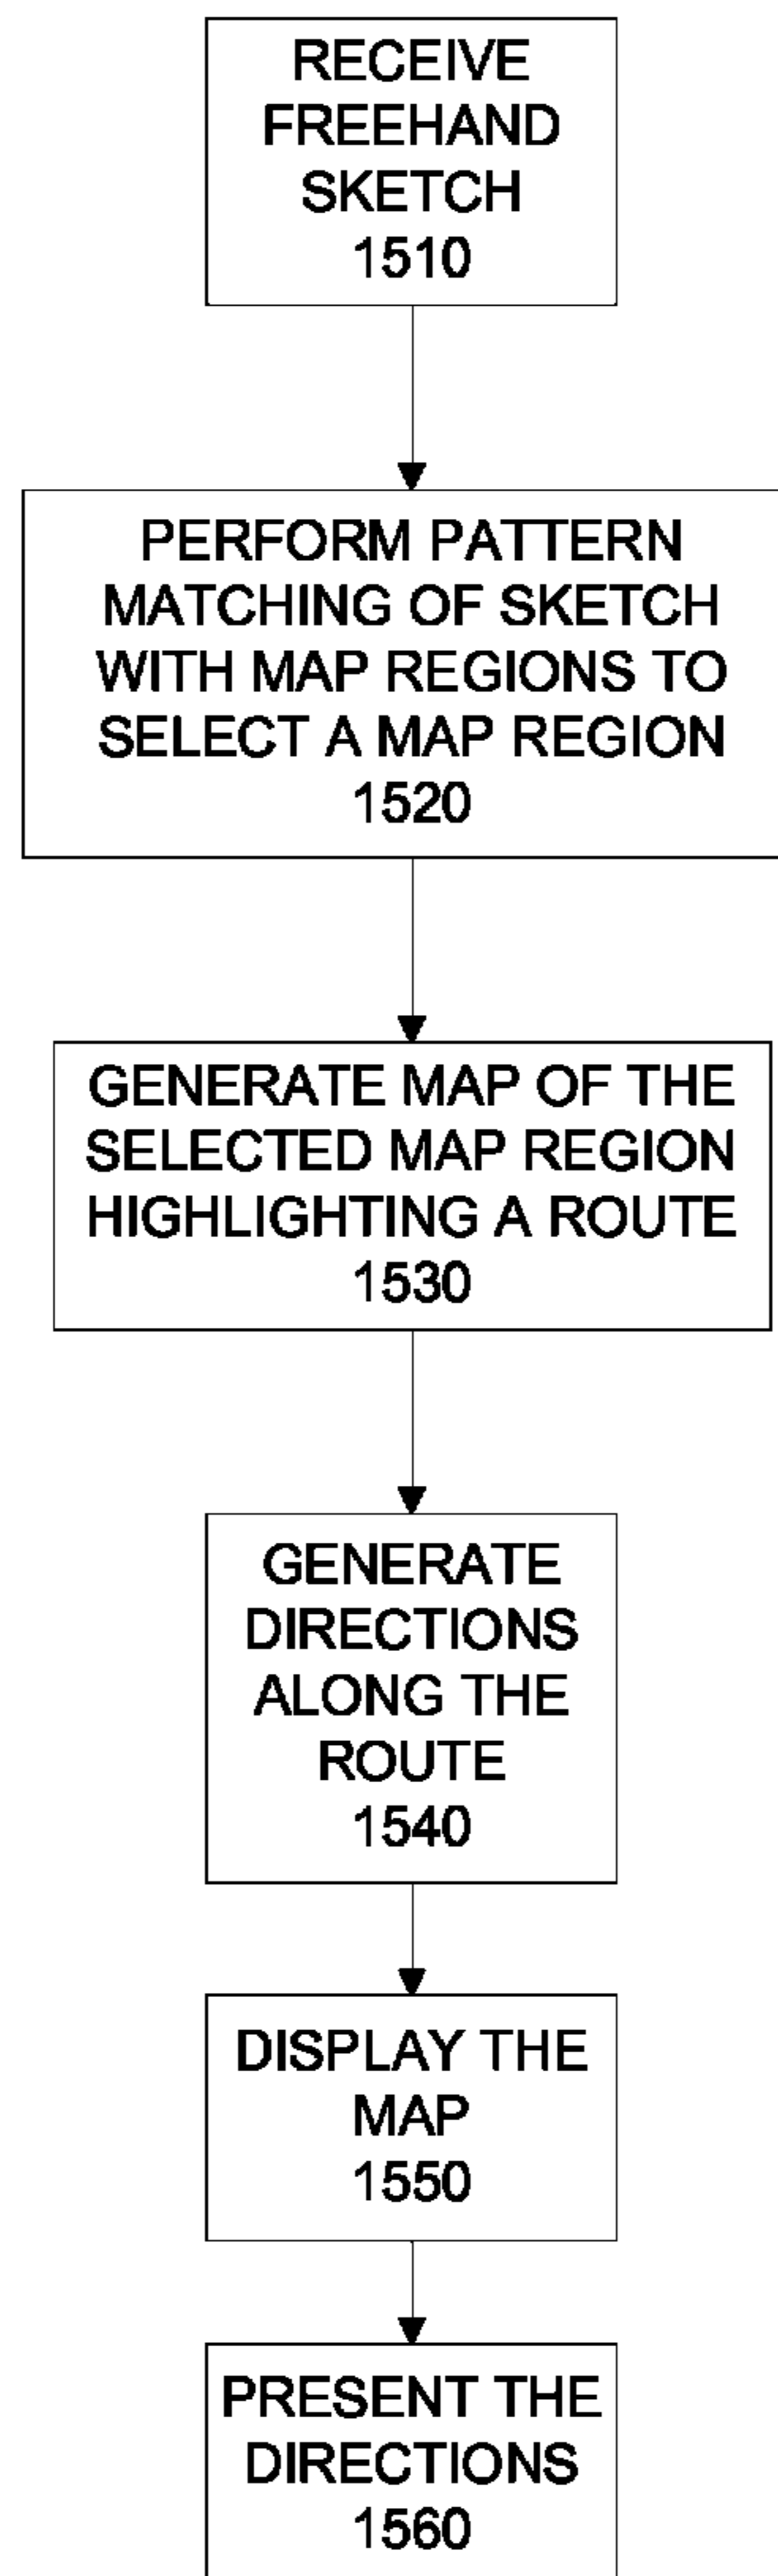 RECEIVE
FREEHAND
SKETCH
1510
PERFORM PATTERN
MATCHING OF SKETCH
WITH MAP REGIONS TO
SELECT A MAP REGION
1520
GENERATE MAP OF THE
SELECTED MAP REGION
HIGHLIGHTING A ROUTE
1530
GENERATE
DIRECTIONS
ALONG THE
ROUTE
1540
DISPLAY THE
MAP
1550
PRESENT THE
DIRECTIONS
1560